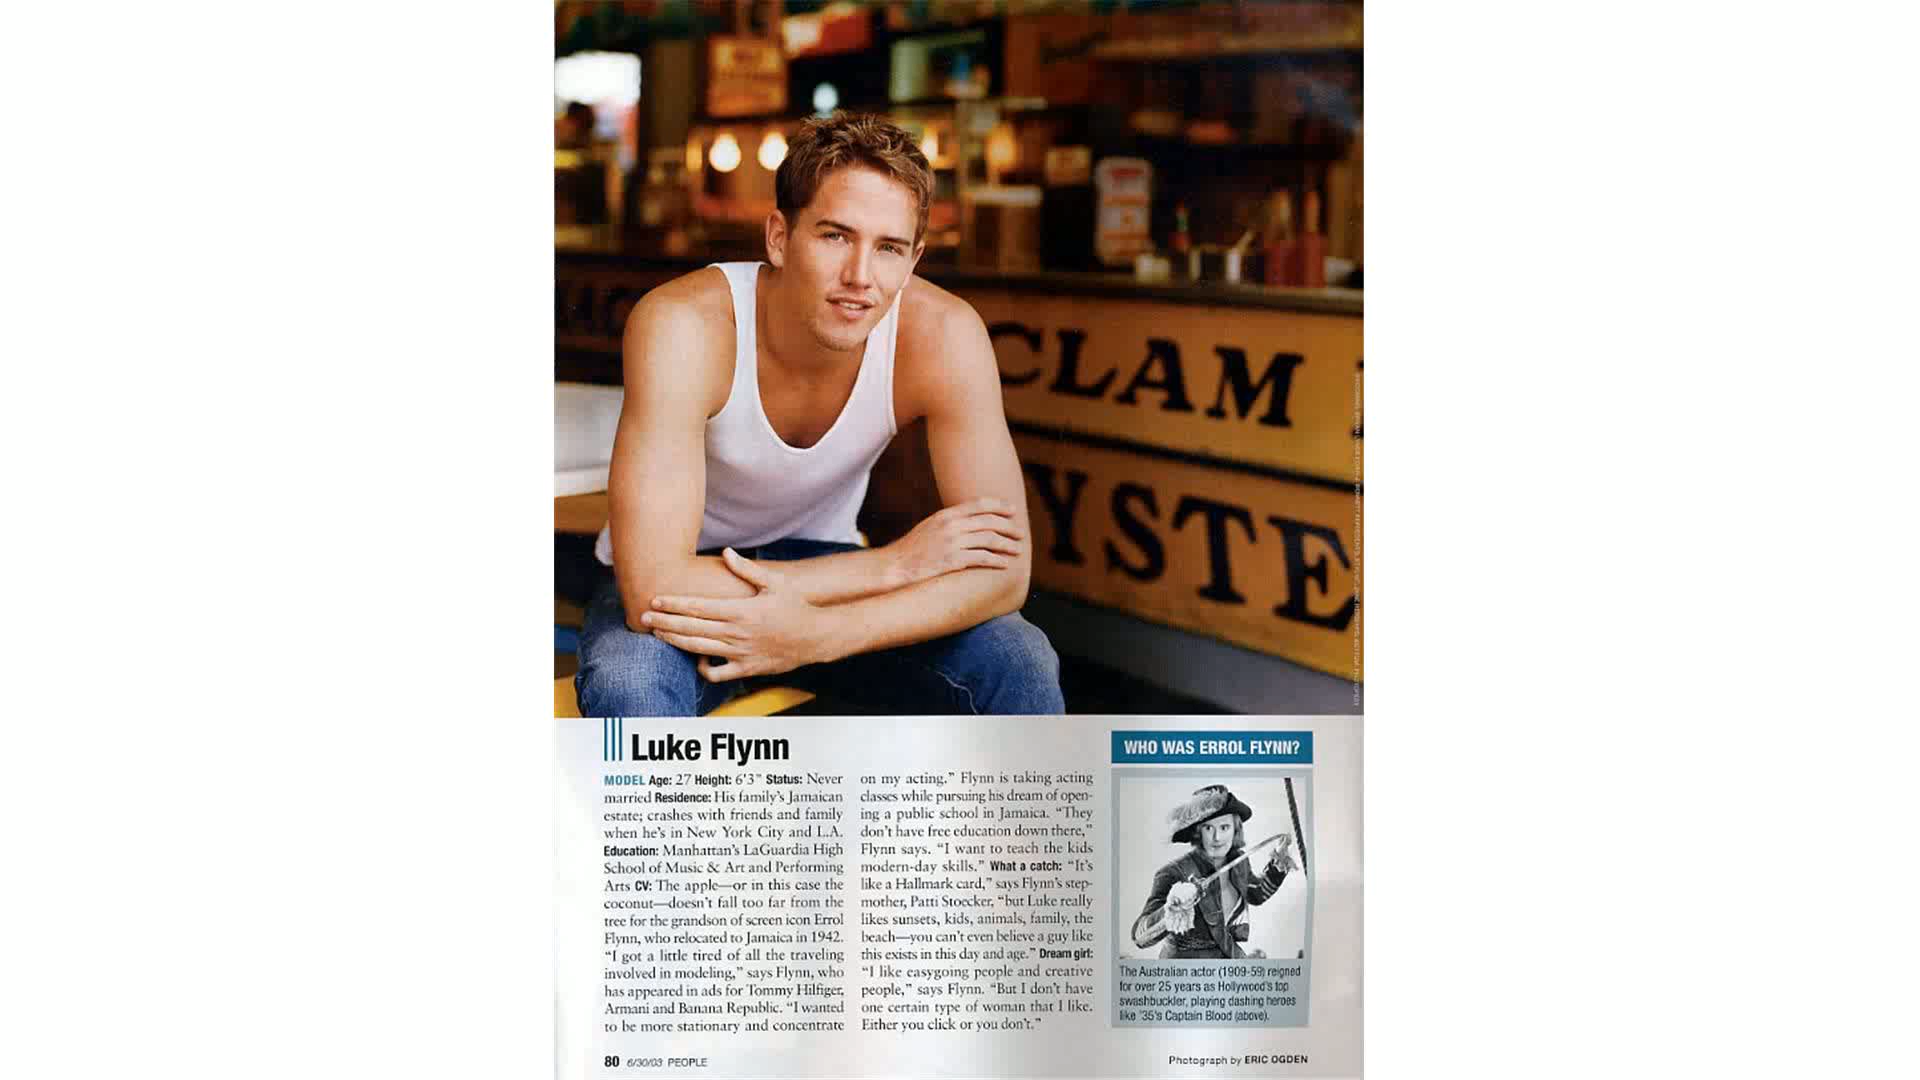 CLAM
YSTE
Luke Flynn
MODEL Age: 27 Height: 6'3" Status: Never
married Residence: His family's Jamaican
estate; crashes with friends and family
when he's in New York City and L.A.
Education: Manhattan's LaGuardia High
School of Music & Art and Performing
Arts CV: The apple—or in this case the
coconut—doesn't fall too far from the
tree for the grandson of screen icon Errol
Flynn, who relocated to Jamaica in 1942.
"I got a little tired of all the traveling
involved in modeling," says Flynn, who
has appeared in ads for Tommy Hilfiger,
Armani and Banana Republic. "I wanted
to be more stationary and concentrate
on my acting." Flynn is taking acting
classes while pursuing his dream of open-
ing a public school in Jamaica. "They
don't have free education down there,"
Flynn says. "I want to teach the kids
modern-day skills." What a catch: "It's
like a Hallmark card," says Flynn's step-
mother, Patti Stoecker, "but Luke really
likes sunsets, kids, animals, family, the
beach—you can't even believe a guy like
this exists in this day and age." Dream girl:
"I like easygoing people and creative
people," says Flynn. "But I don't have
one certain type of woman that I like.
Either you click or you don't."
WHO WAS ERROL FLYNN?
The Australian actor (1909-59) reigned
for over 25 years as Hollywood's top
swashbuckler, playing dashing heroes
like '35's Captain Blood (above).
80 6/30/03 PEOPLE
Photograph by ERIC OGDEN